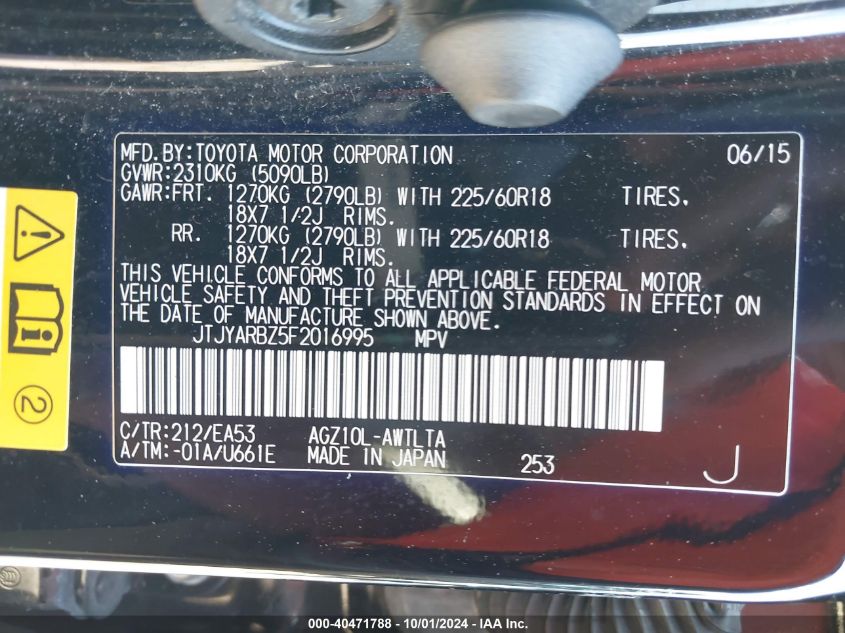 MFD.BY:TOYOTA MOTOR CORPORATION 06/15
GVWR:2310KG (5090LB)
GAWR:FRT. 1270KG (2790LB) WITH 225/60R18 TIRES.
18X7 1/2J RIMS.
RR. 1270KG (2790LB) WITH 225/60R18 TIRES.
18X7 1/2J RIMS.
THIS VEHICLE CONFORMS TO ALL APPLICABLE FEDERAL MOTOR
VEHICLE SAFETY AND THEFT PREVENTION STANDARDS IN EFFECT ON
THE DATE OF MANUFACTURE SHOWN ABOVE.
JTJYARBZ5F2016995 MPV
C/TR:212/EA53 AGZ10L-AWTLTA
A/TM:-01A/U661E MADE IN JAPAN 253 J
2
000-40471788 • 10/01/2024 • IAA, Inc.